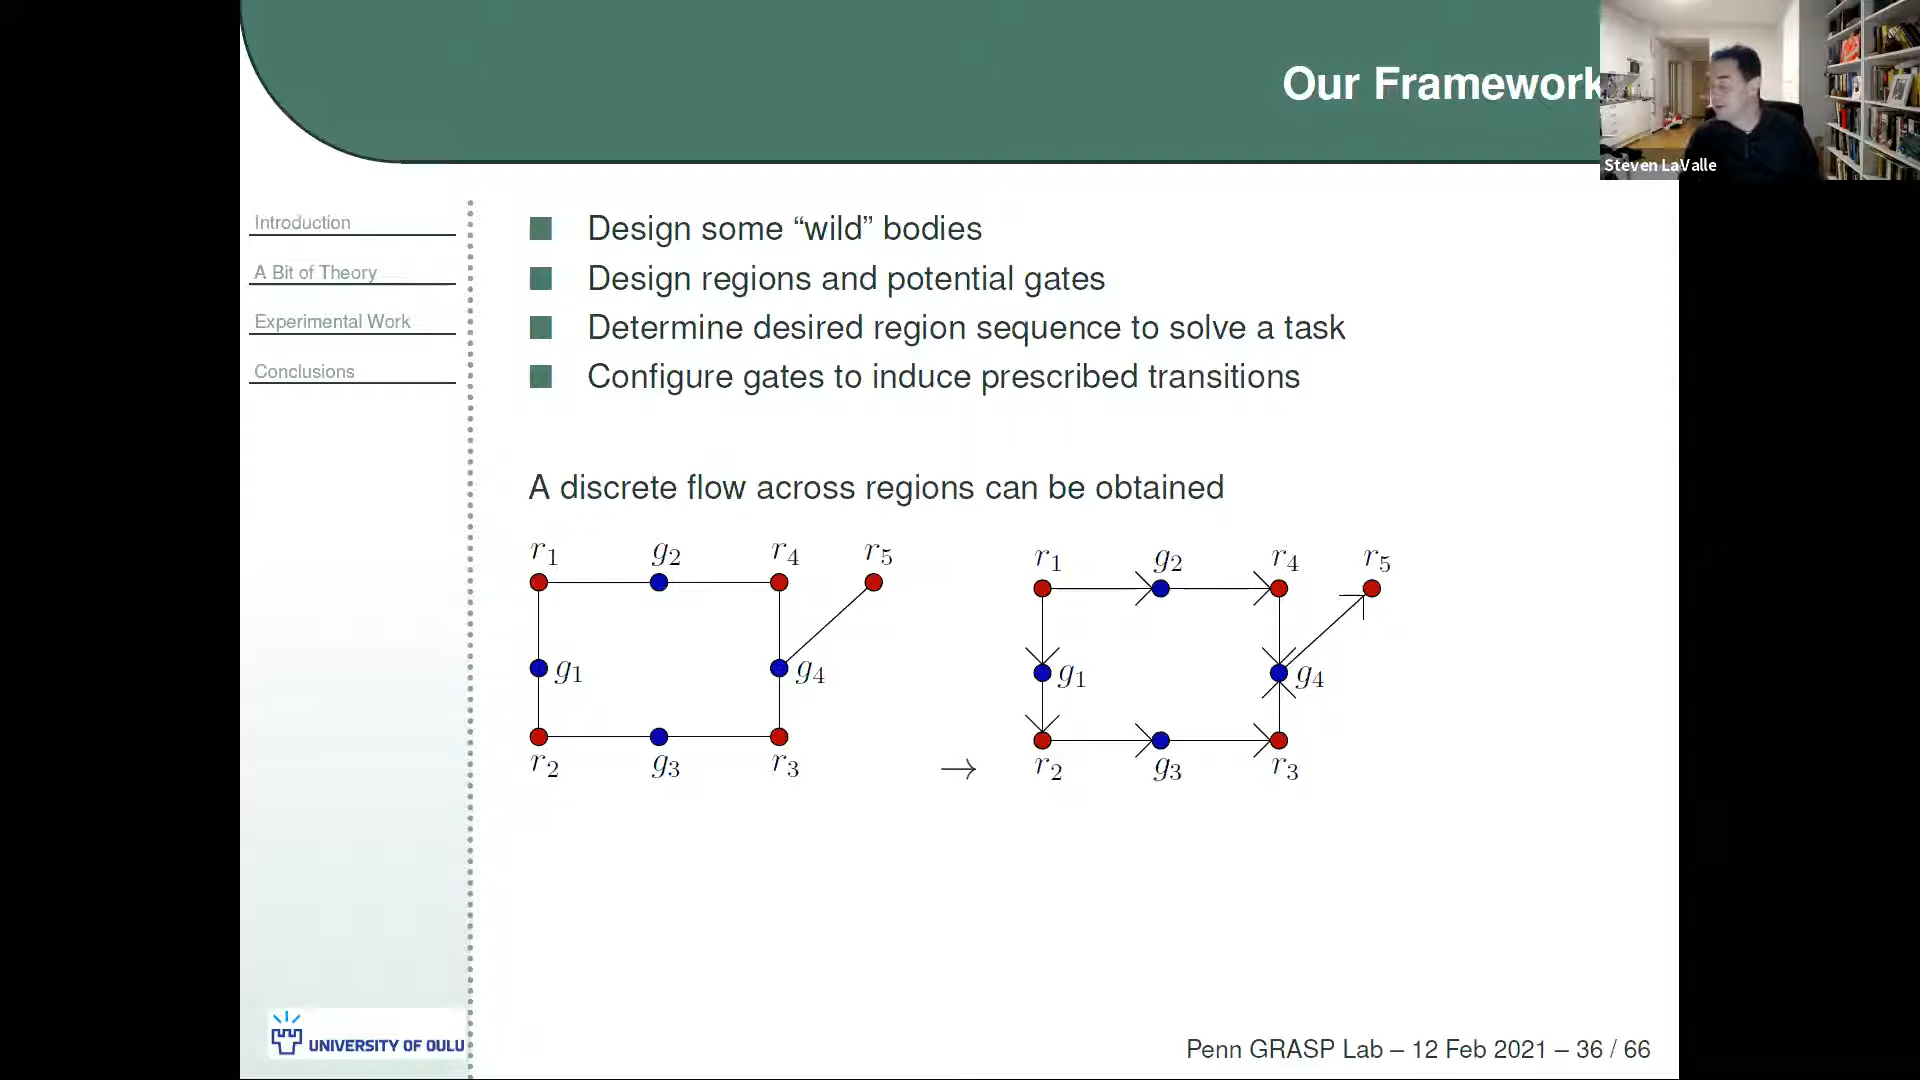 Our Framework
Steven LaValle
Introduction
A Bit of Theory
Experimental Work
Conclusions
Design some “wild” bodies
Design regions and potential gates
Determine desired region sequence to solve a task
Configure gates to induce prescribed transitions
A discrete flow across regions can be obtained
r1 g2 r4 r5
g1 g4
r2 g3 r3
→
r1 g2 r4 r5
g1 g4
r2 g3 r3
UNIVERSITY OF OULU
Penn GRASP Lab – 12 Feb 2021 – 36 / 66